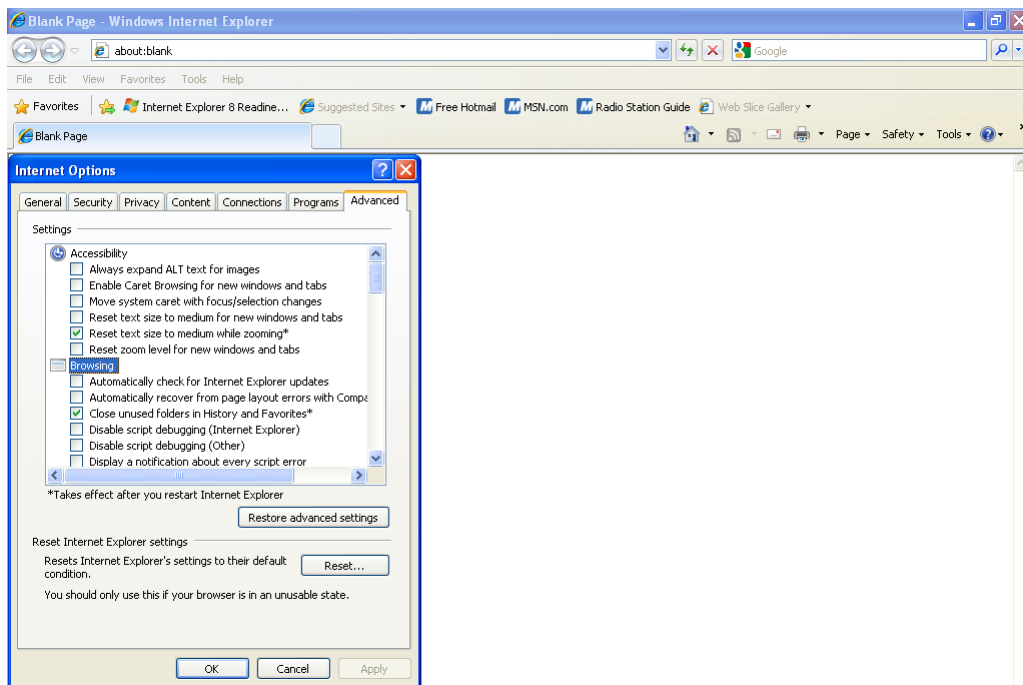 Blank Page - Windows Internet Explorer
about:blank
Google
File Edit View Favorites Tools Help
Favorites Internet Explorer 8 Readine... Suggested Sites Free Hotmail MSN.com Radio Station Guide Web Slice Gallery
Blank Page
Page Safety Tools
Internet Options
General Security Privacy Content Connections Programs Advanced
Settings
Accessibility
Always expand ALT text for images
Enable Caret Browsing for new windows and tabs
Move system caret with focus/selection changes
Reset text size to medium for new windows and tabs
Reset text size to medium while zooming*
Reset zoom level for new windows and tabs
Browsing
Automatically check for Internet Explorer updates
Automatically recover from page layout errors with Compa
Close unused folders in History and Favorites*
Disable script debugging (Internet Explorer)
Disable script debugging (Other)
Display a notification about every script error
*Takes effect after you restart Internet Explorer
Restore advanced settings
Reset Internet Explorer settings
Resets Internet Explorer's settings to their default
condition.
Reset...
You should only use this if your browser is in an unusable state.
OK Cancel Apply